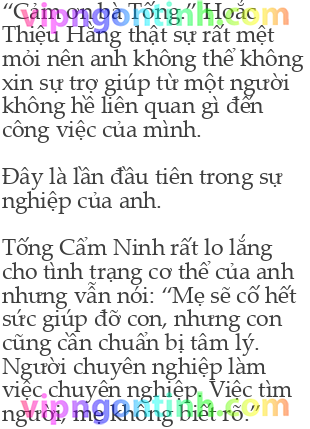 “Cảm ơn bà Tống.” Hoắc
Thiệu Hằng thật sự rất mệt
mỏi nên anh không thể không
xin sự trợ giúp từ một người
không hề liên quan gì đến
công việc của mình.
Đây là lần đầu tiên trong sự
nghiệp của anh.
Tống Cẩm Ninh rất lo lắng
cho tình trạng cơ thể của anh
nhưng vẫn nói: “Mẹ sẽ cố hết
sức giúp đỡ con, nhưng con
cũng cần chuẩn bị tâm lý.
Người chuyên nghiệp làm
việc chuyên nghiệp. Việc tìm
người, mẹ không biết rõ.”
vipngontinh.com
vipngontinh.com